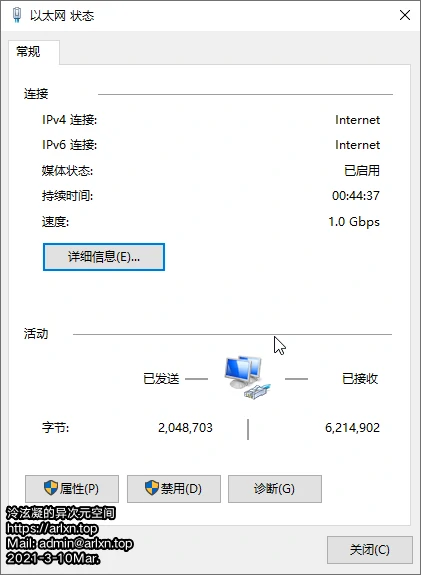 以太网 状态
常规
连接
IPv4 连接: Internet
IPv6 连接: Internet
媒体状态: 已启用
持续时间: 00:44:37
速度: 1.0 Gbps
详细信息(E)...
活动
已发送 已接收
字节: 2,048,703 6,214,902
属性(P) 禁用(D) 诊断(G)
泠泫凝的异次元空间
https://arlxn.top
Mail: admin@arlxn.top
2021-3-10Mar.
关闭(C)